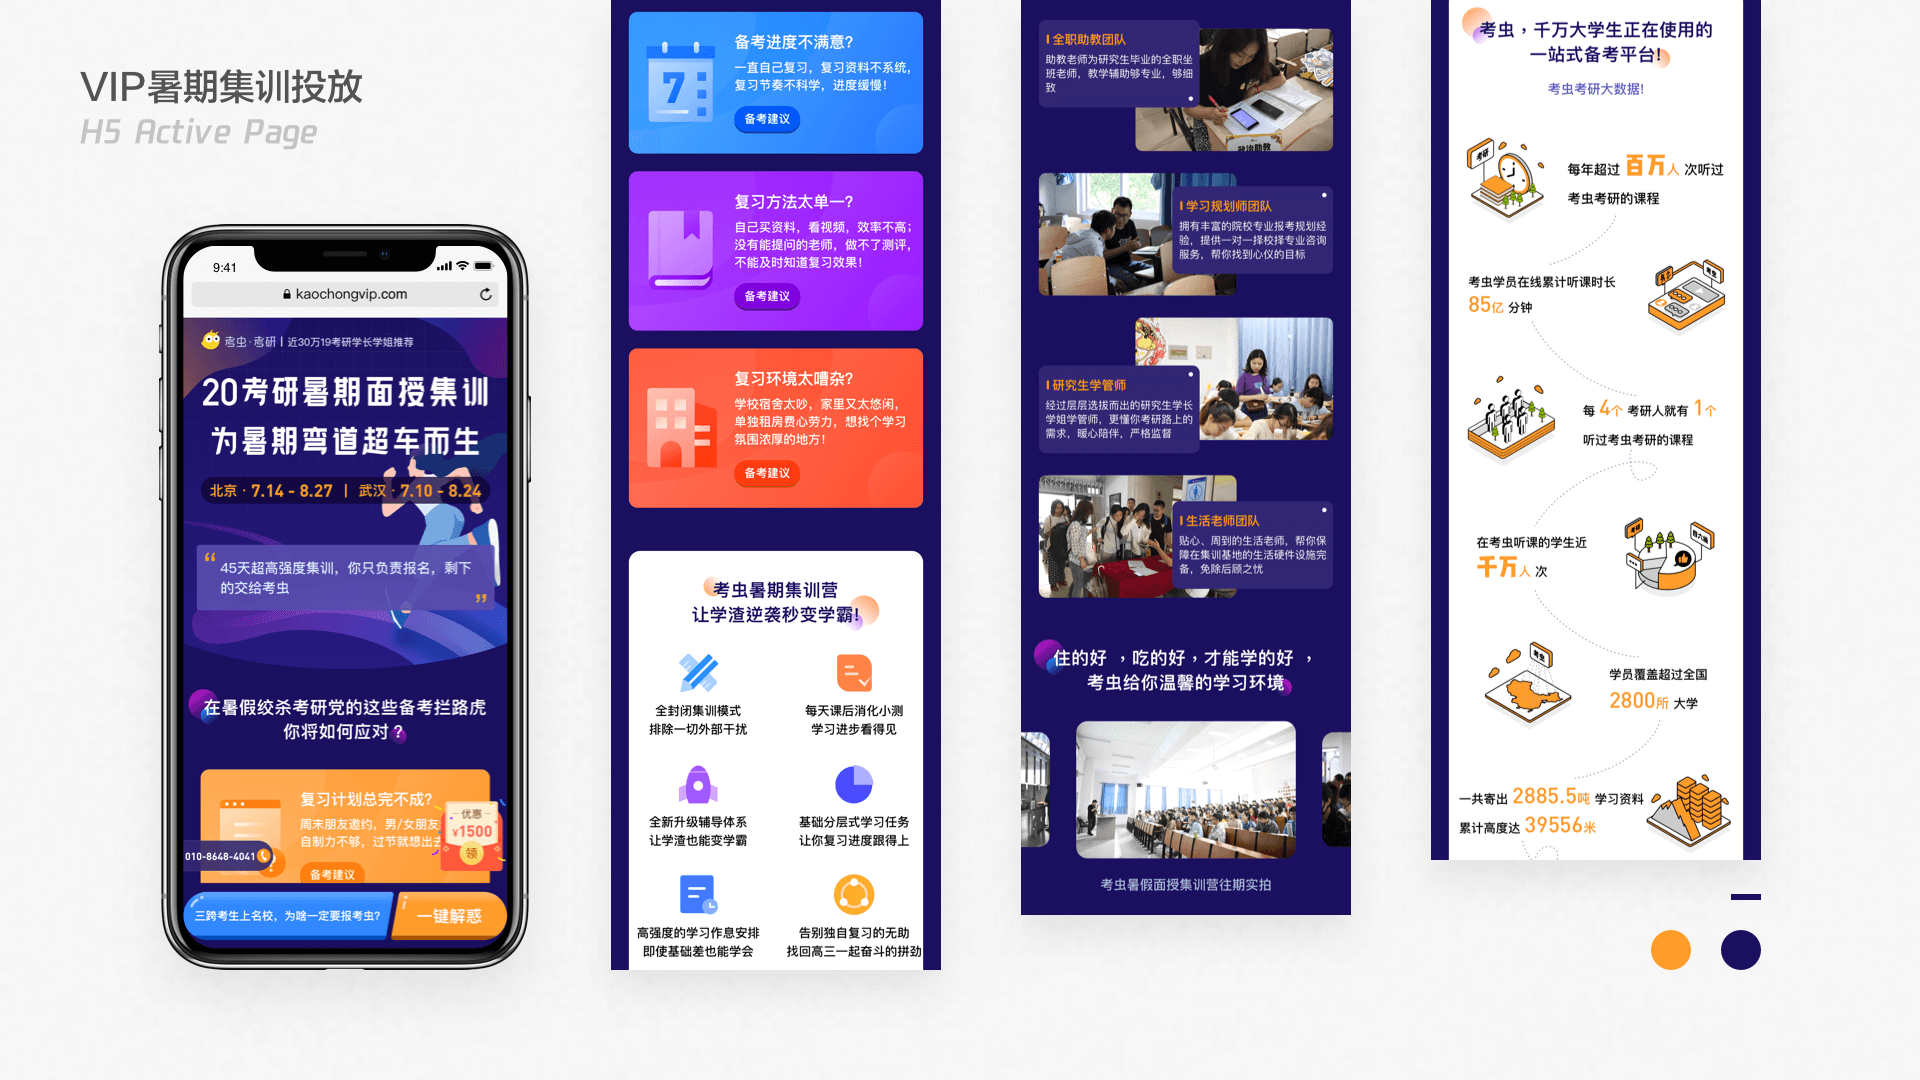 VIP暑期集训投放
H5 Active Page
9:41
kaochongvip.com
考虫·考研 | 近30万19考研学长学姐推荐
20考研暑期面授集训
为暑期弯道超车而生
北京·7.14 - 8.27 | 武汉·7.10 - 8.24
“
45天超高强度集训，你只负责报名，剩下
的交给考虫
”
在暑假绞杀考研党的这些备考拦路虎
你将如何应对？
复习计划总完不成?
周末朋友邀约，男/女朋友
自制力不够，过节就想出去
备考建议
优惠
¥1500
领
010-8648-4041
三跨考生上名校，为啥一定要报考虫?
一键解惑
7
备考进度不满意?
一直自己复习，复习资料不系统，
复习节奏不科学，进度缓慢!
备考建议
复习方法太单一?
自己买资料，看视频，效率不高；
没有能提问的老师，做不了测评，
不能及时知道复习效果！
备考建议
复习环境太嘈杂?
学校宿舍太吵，家里又太悠闲，
单独租房费心劳力，想找个学习
氛围浓厚的地方！
备考建议
考虫暑期集训营
让学渣逆袭秒变学霸!
全封闭集训模式
排除一切外部干扰
每天课后消化小测
学习进步看得见
全新升级辅导体系
让学渣也能变学霸
基础分层式学习任务
让你复习进度跟得上
高强度的学习作息安排
即使基础差也能学会
告别独自复习的无助
找回高三一起奋斗的拼劲
全职助教团队
助教老师为研究生毕业的全职坐
班老师，教学辅助够专业，够细
致
政治助教
学习规划师团队
拥有丰富的院校专业报考规划经
验，提供一对一择校择专业咨询
服务，帮你找到心仪的目标
研究生学管师
经过层层选拔而出的研究生学长
学姐学管师，更懂你考研路上的
需求，暖心陪伴，严格监督
生活老师团队
贴心、周到的生活老师，帮你保
障在集训基地的生活硬件设施完
备，免除后顾之忧
住的好 ，吃的好，才能学的好 ，
考虫给你温馨的学习环境
考虫暑假面授集训营往期实拍
考虫，千万大学生正在使用的
一站式备考平台!
考虫考研大数据!
考研
每年超过 百万人 次听过
考虫考研的课程
考虫学员在线累计听课时长
85亿 分钟
考虫
每 4个 考研人就有 1个
听过考虫考研的课程
在考虫听课的学生近
千万人 次
考研
考虫
学员覆盖超过全国
2800所 大学
一共寄出 2885.5吨 学习资料
累计高度达 39556米